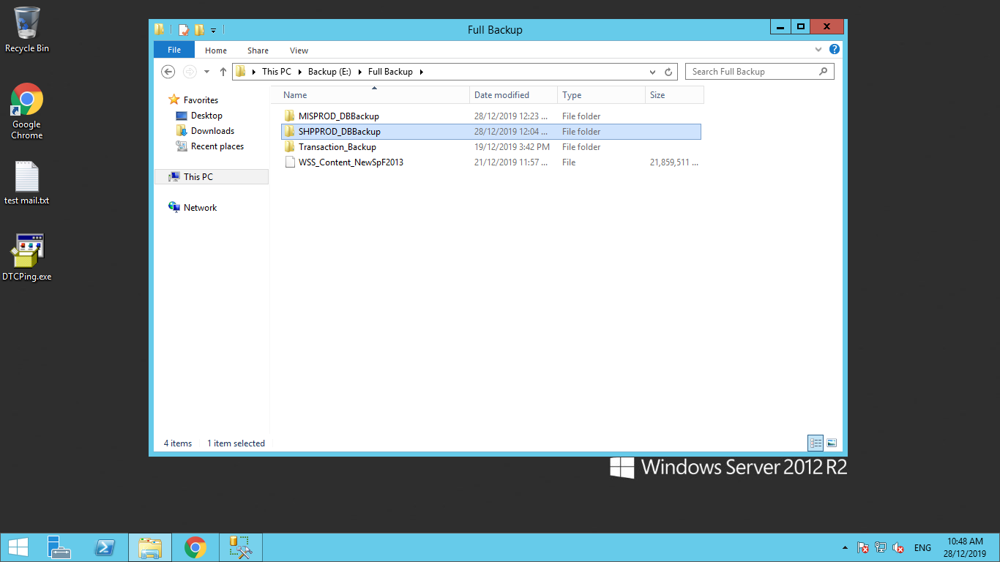 Recycle Bin
Google
Chrome
test mail.txt
DTCPing.exe
Full Backup
File Home Share View
This PC Backup (E:) Full Backup
Search Full Backup
Favorites
Desktop
Downloads
Recent places
This PC
Network
Name Date modified Type Size
MISPROD_DBBackup 28/12/2019 12:23 ... File folder
SHPPROD_DBBackup 28/12/2019 12:04 ... File folder
Transaction_Backup 19/12/2019 3:42 PM File folder
WSS_Content_NewSpF2013 21/12/2019 11:57 ... File 21,859,511 ...
4 items 1 item selected
Windows Server 2012 R2
ENG
10:48 AM
28/12/2019